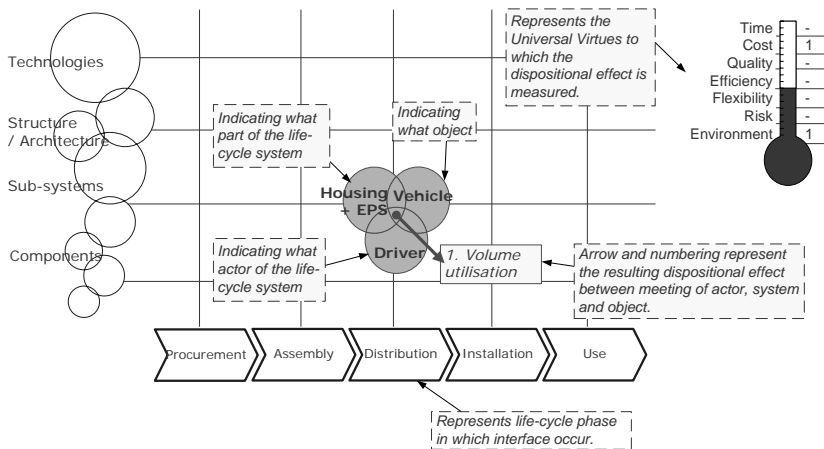 Technologies
Structure
/ Architecture
Sub-systems
Components
Indicating what
part of the life-
cycle system
Indicating
what object
Represents the
Universal Virtues to
which the
dispositional effect is
measured.
Time -
Cost 1
Quality -
Efficiency -
Flexibility -
Risk -
Environment 1
Housing
+ EPS
Vehicle
Driver
Indicating what
actor of the life-
cycle system
1. Volume
utilisation
Arrow and numbering represent
the resulting dispositional effect
between meeting of actor, system
and object.
Procurement
Assembly
Distribution
Installation
Use
Represents life-cycle phase
in which interface occur.